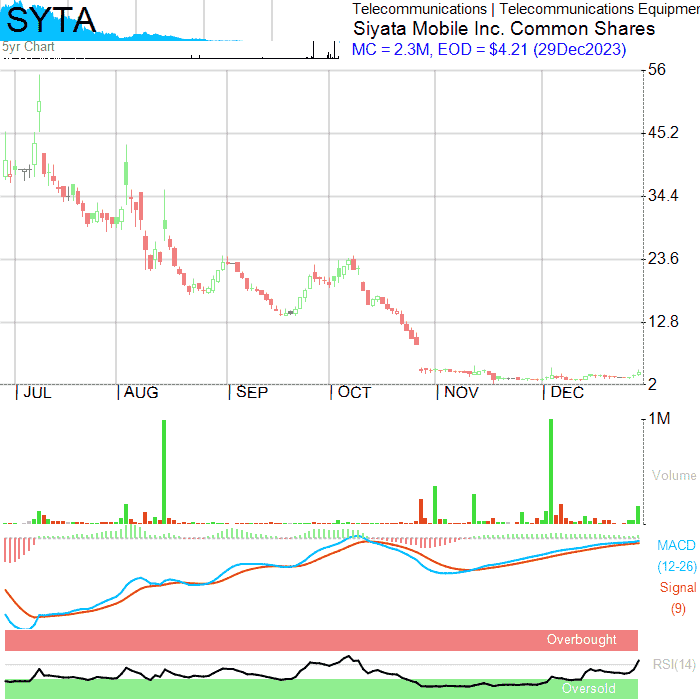 SYTA
Telecommunications | Telecommunications Equipmen
Siyata Mobile Inc. Common Shares
5yr Chart
MC = 2.3M, EOD = $4.21 (29Dec2023)
56
45.2
34.4
23.6
12.8
2
JUL AUG SEP OCT NOV DEC
1M
Volume
MACD
(12-26)
Signal
(9)
Overbought
RSI(14)
Oversold